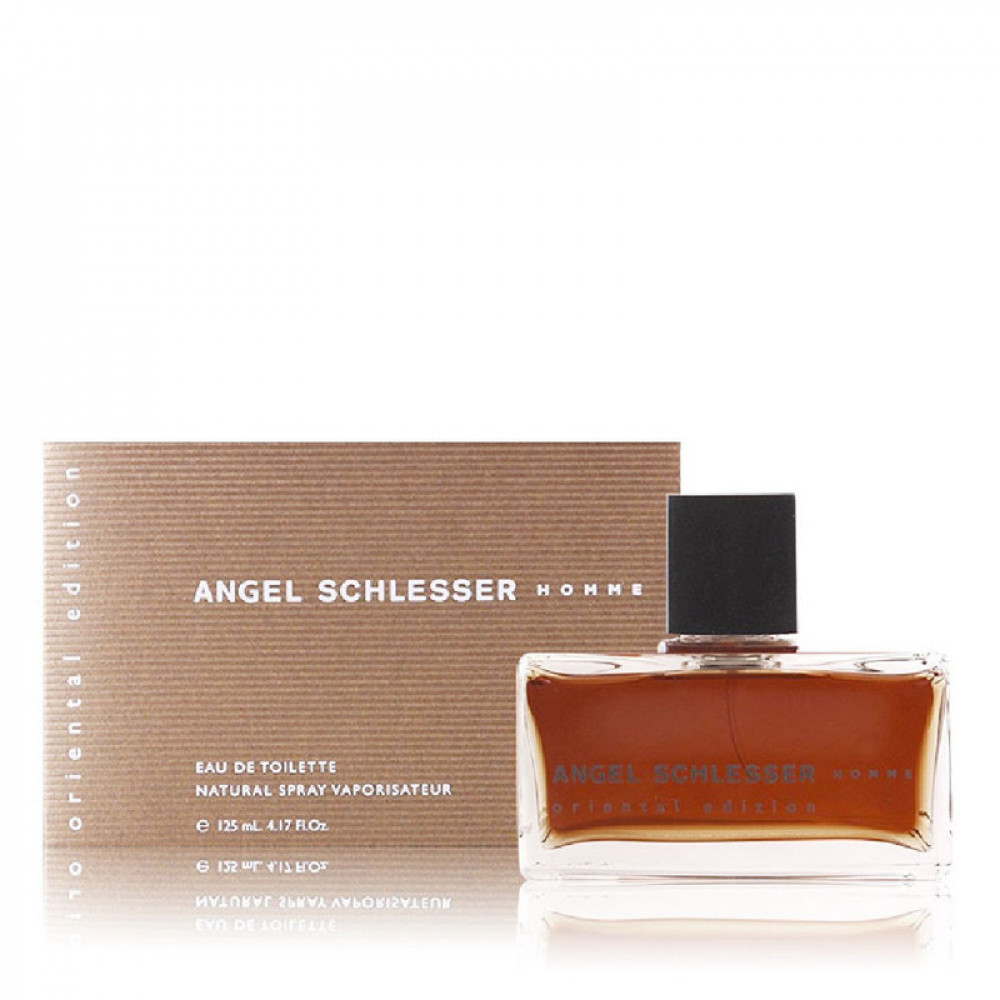 oriental edition
ANGEL SCHLESSER HOMME
EAU DE TOILETTE
NATURAL SPRAY VAPORISATEUR
e 125 mL. 4.17 Fl.Oz.
ANGEL SCHLESSER HOMME
oriental edition